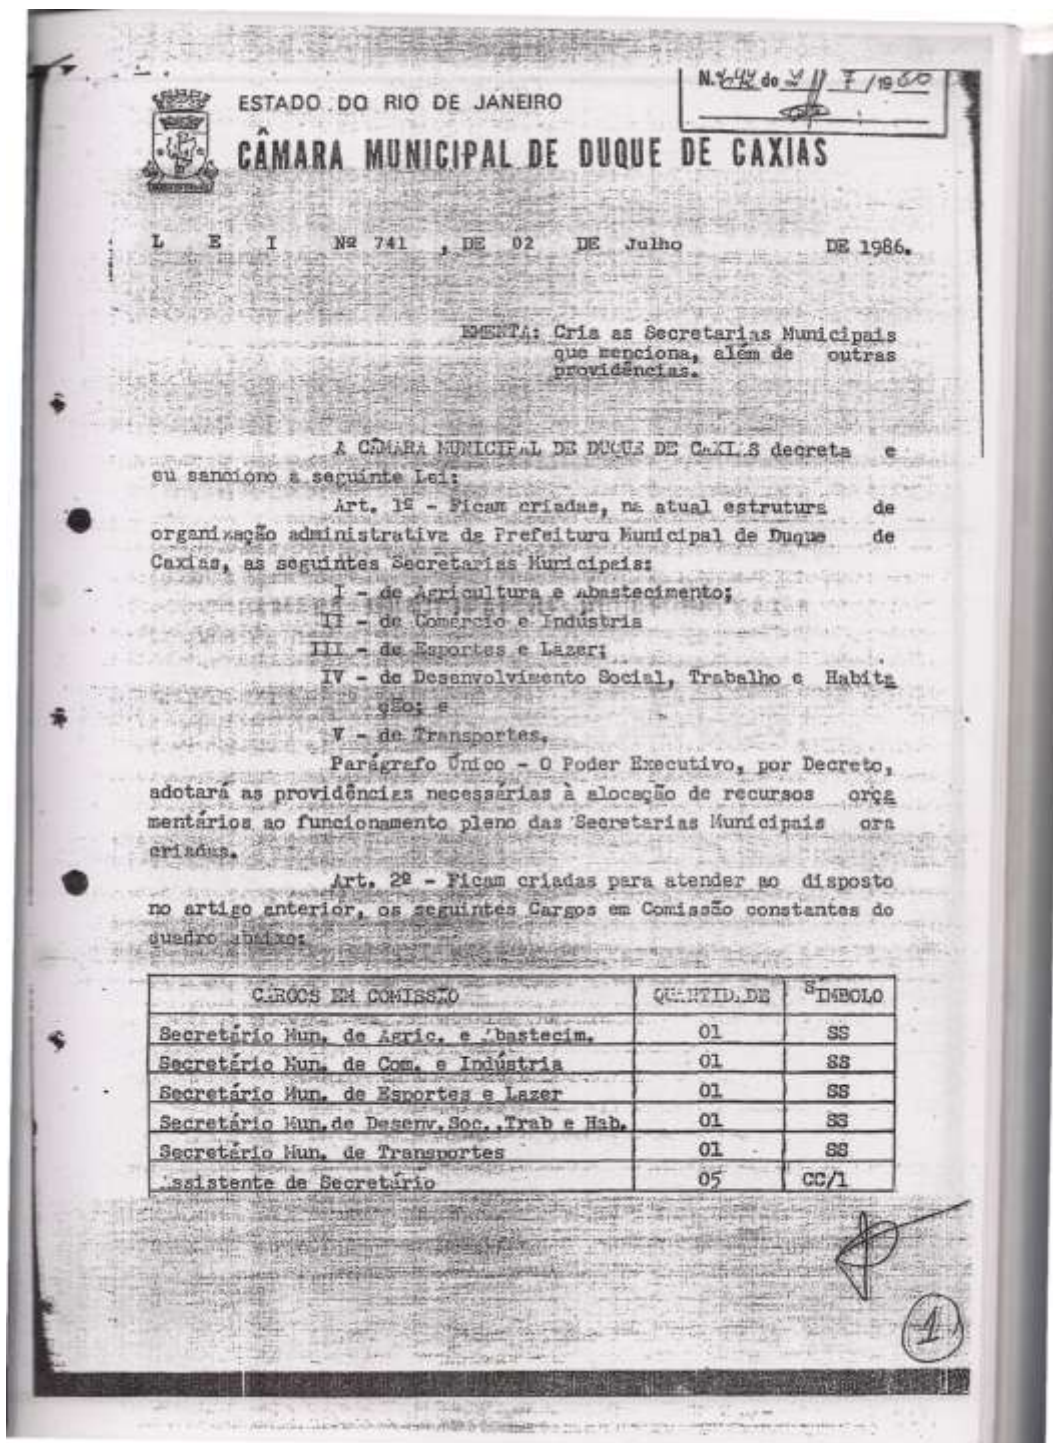 N. de 7/1960
ESTADO DO RIO DE JANEIRO
CÂMARA MUNICIPAL DE DUQUE DE CAXIAS
L E I Nº 741 , DE 02 DE Julho DE 1986.
EMENTA: Cria as Secretarias Municipais
que menciona, além de outras
providências.
A CÂMARA MUNICIPAL DE DUQUE DE CAXIAS decreta e
eu sanciono a seguinte Lei:
Art. 1º - Ficam criadas, na atual estrutura de
organização administrativa da Prefeitura Municipal de Duque de
Caxias, as seguintes Secretarias Municipais:
I - de Agricultura e Abastecimento;
II - de Comércio e Indústria
III - de Esportes e Lazer;
IV - de Desenvolvimento Social, Trabalho e Habita
ção; e
V - de Transportes.
Parágrafo Único - O Poder Executivo, por Decreto,
adotará as providências necessárias à alocação de recursos orça
mentários ao funcionamento pleno das Secretarias Municipais ora
criadas.
Art. 2º - Ficam criadas para atender ao disposto
no artigo anterior, os seguintes Cargos em Comissão constantes do
quadro abaixo:
CARGOS EM COMISSÃO QUANTIDADE SIMBOLO
Secretário Mun. de Agric. e Abastecim. 01 SS
Secretário Mun. de Com. e Indústria 01 SS
Secretário Mun. de Esportes e Lazer 01 SS
Secretário Mun.de Desenv.Soc.,Trab e Hab. 01 SS
Secretário Mun. de Transportes 01 SS
Assistente de Secretário 05 CC/1
1